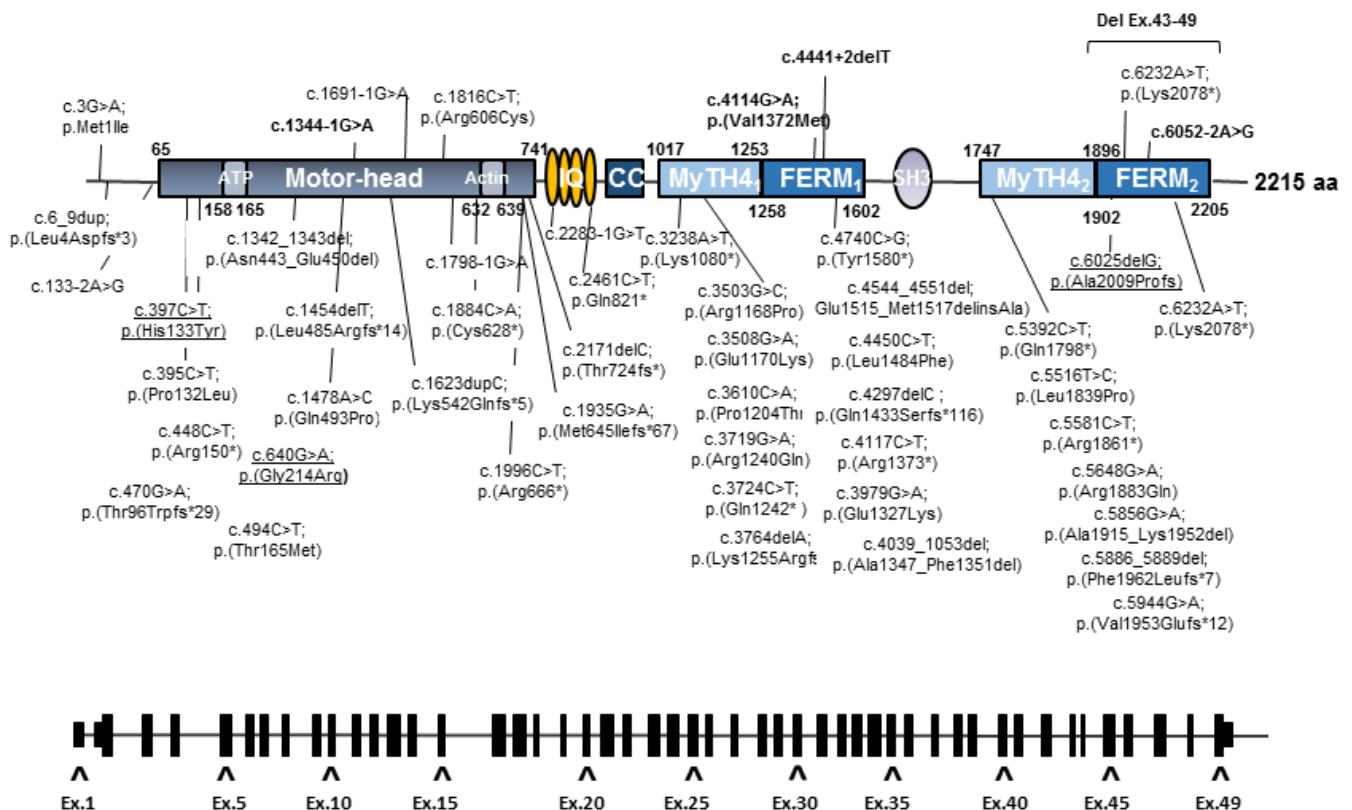 Del Ex.43-49
c.4441+2delT
c.6232A>T;
p.(Lys2078*)
c.3G>A;
p.Met1Ile
c.1691-1G>A
c.1816C>T;
p.(Arg606Cys)
c.4114G>A;
p.(Val1372Met)
c.1344-1G>A
c.6052-2A>G
65
741
1017
1253
1747
1896
ATP
Motor-head
Actin
IQ
CC
MyTH4₁
FERM₁
SH3
MyTH4₂
FERM₂
2215 aa
158
165
632
639
1258
1602
1902
2205
c.6_9dup;
p.(Leu4Aspfs*3)
c.133-2A>G
c.1342_1343del;
p.(Asn443_Glu450del)
c.1798-1G>A
c.2283-1G>T
c.2461C>T;
p.Gln821*
c.3238A>T;
p.(Lys1080*)
c.4740C>G;
p.(Tyr1580*)
c.6025delG;
p.(Ala2009Profs)
c.397C>T;
p.(His133Tyr)
c.1454delT;
p.(Leu485Argfs*14)
c.1884C>A;
p.(Cys628*)
c.3503G>C;
p.(Arg1168Pro)
c.4544_4551del;
Glu1515_Met1517delinsAla)
c.5392C>T;
p.(Gln1798*)
c.6232A>T;
p.(Lys2078*)
c.395C>T;
p.(Pro132Leu)
c.1478A>C
p.(Gln493Pro)
c.1623dupC;
p.(Lys542Glnfs*5)
c.2171delC;
p.(Thr724fs*)
c.3508G>A;
p.(Glu1170Lys)
c.4450C>T;
p.(Leu1484Phe)
c.5516T>C;
p.(Leu1839Pro)
c.448C>T;
p.(Arg150*)
c.640G>A;
p.(Gly214Arg)
c.1935G>A;
p.(Met645Ilefs*67)
c.3610C>A;
p.(Pro1204Thr
c.4297delC ;
p.(Gln1433Serfs*116)
c.5581C>T;
p.(Arg1861*)
c.470G>A;
p.(Thr96Trpfs*29)
c.1996C>T;
p.(Arg666*)
c.3719G>A;
p.(Arg1240Gln)
c.4117C>T;
p.(Arg1373*)
c.5648G>A;
p.(Arg1883Gln)
c.494C>T;
p.(Thr165Met)
c.3724C>T;
p.(Gln1242* )
c.3979G>A;
p.(Glu1327Lys)
c.5856G>A;
p.(Ala1915_Lys1952del)
c.3764delA;
p.(Lys1255Argfs
c.4039_1053del;
p.(Ala1347_Phe1351del)
c.5886_5889del;
p.(Phe1962Leufs*7)
c.5944G>A;
p.(Val1953Glufs*12)
^ ^ ^ ^ ^ ^ ^ ^ ^ ^ ^
Ex.1 Ex.5 Ex.10 Ex.15 Ex.20 Ex.25 Ex.30 Ex.35 Ex.40 Ex.45 Ex.49